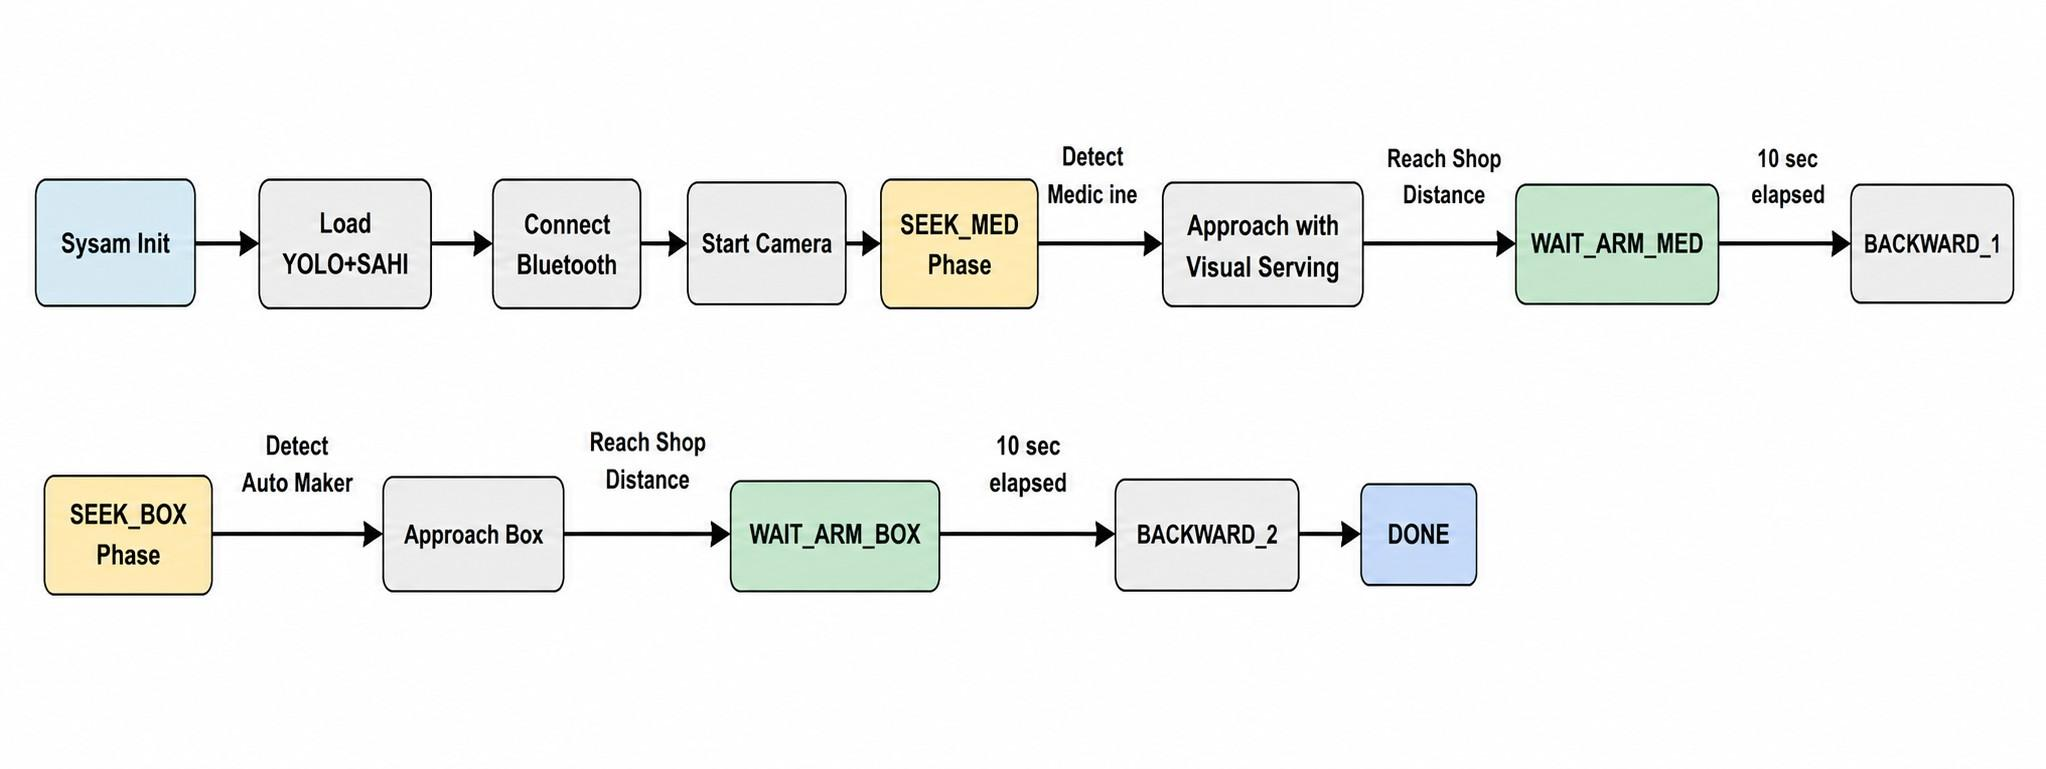 Sysam Init
Load
YOLO+SAHI
Connect
Bluetooth
Start Camera
SEEK_MED
Phase
Detect
Medic ine
Approach with
Visual Serving
Reach Shop
Distance
WAIT_ARM_MED
10 sec
elapsed
BACKWARD_1
SEEK_BOX
Phase
Detect
Auto Maker
Approach Box
Reach Shop
Distance
WAIT_ARM_BOX
10 sec
elapsed
BACKWARD_2
DONE